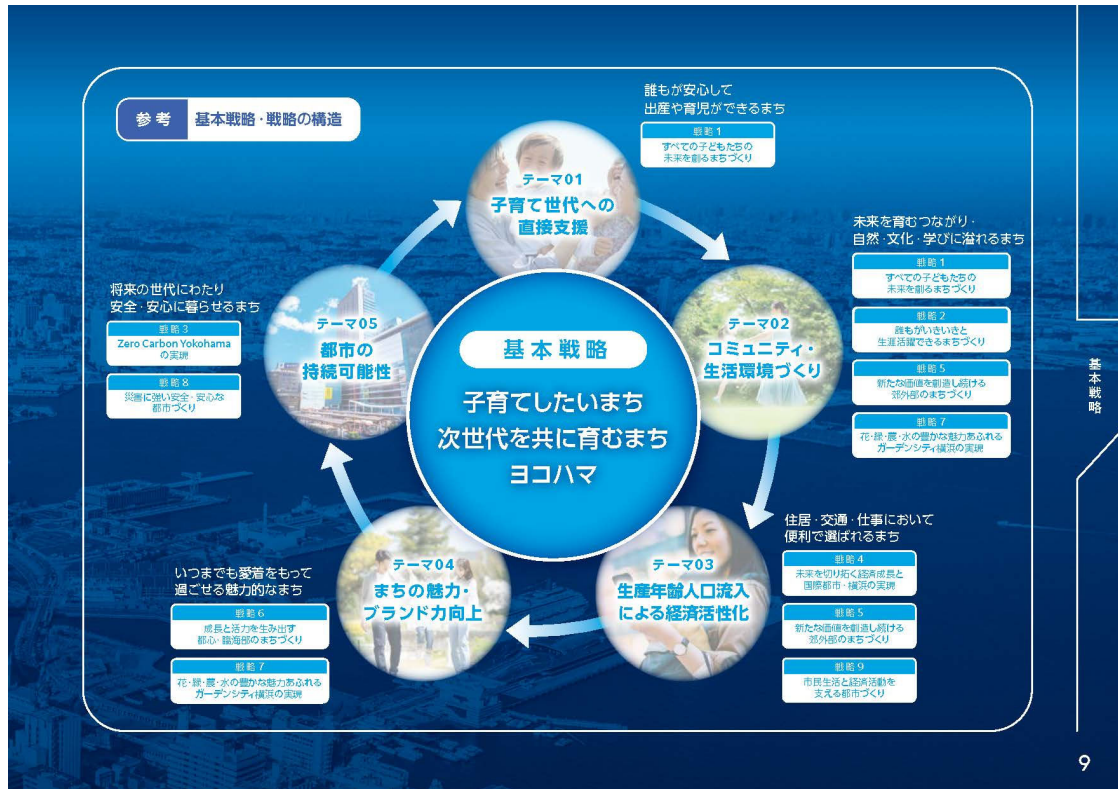 参考 基本戦略・戦略の構造
誰もが安心して
出産や育児ができるまち
戦略1
すべての子どもたちの
未来を創るまちづくり
テーマ01
子育て世代への
直接支援
未来を育むつながり・
自然・文化・学びに溢れるまち
戦略1
すべての子どもたちの
未来を創るまちづくり
戦略2
誰もがいきいきと
生涯活躍できるまちづくり
戦略5
新たな価値を創造し続ける
郊外部のまちづくり
戦略7
花・緑・農・水の豊かな魅力あふれる
ガーデンシティ横浜の実現
テーマ02
コミュニティ・
生活環境づくり
住居・交通・仕事において
便利で選ばれるまち
戦略4
未来を切り拓く経済成長と
国際都市・横浜の実現
戦略5
新たな価値を創造し続ける
郊外部のまちづくり
戦略9
市民生活と経済活動を
支える都市づくり
テーマ03
生産年齢人口流入
による経済活性化
テーマ04
まちの魅力・
ブランド力向上
いつまでも愛着をもって
過ごせる魅力的なまち
戦略6
成長と活力を生み出す
都心・臨海部のまちづくり
戦略7
花・緑・農・水の豊かな魅力あふれる
ガーデンシティ横浜の実現
テーマ05
都市の
持続可能性
将来の世代にわたり
安全・安心に暮らせるまち
戦略3
Zero Carbon Yokohama
の実現
戦略8
災害に強い安全・安心な
都市づくり
基本戦略
子育てしたいまち
次世代を共に育むまち
ヨコハマ
基本戦略
9